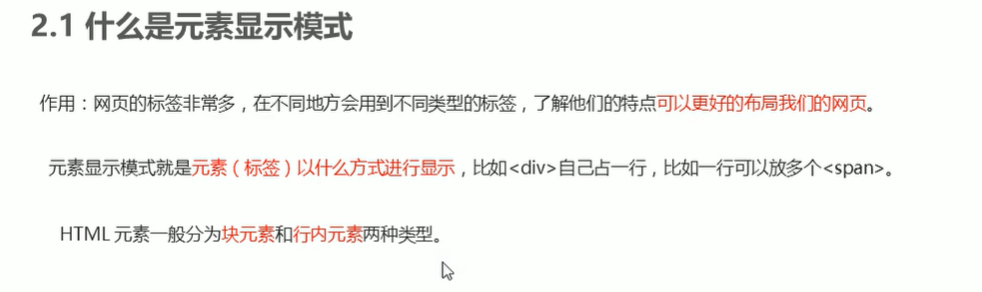 2.1 什么是元素显示模式
作用：网页的标签非常多，在不同地方会用到不同类型的标签，了解他们的特点可以更好的布局我们的网页。
元素显示模式就是元素（标签）以什么方式进行显示，比如<div>自己占一行，比如一行可以放多个<span>。
HTML 元素一般分为块元素和行内元素两种类型。